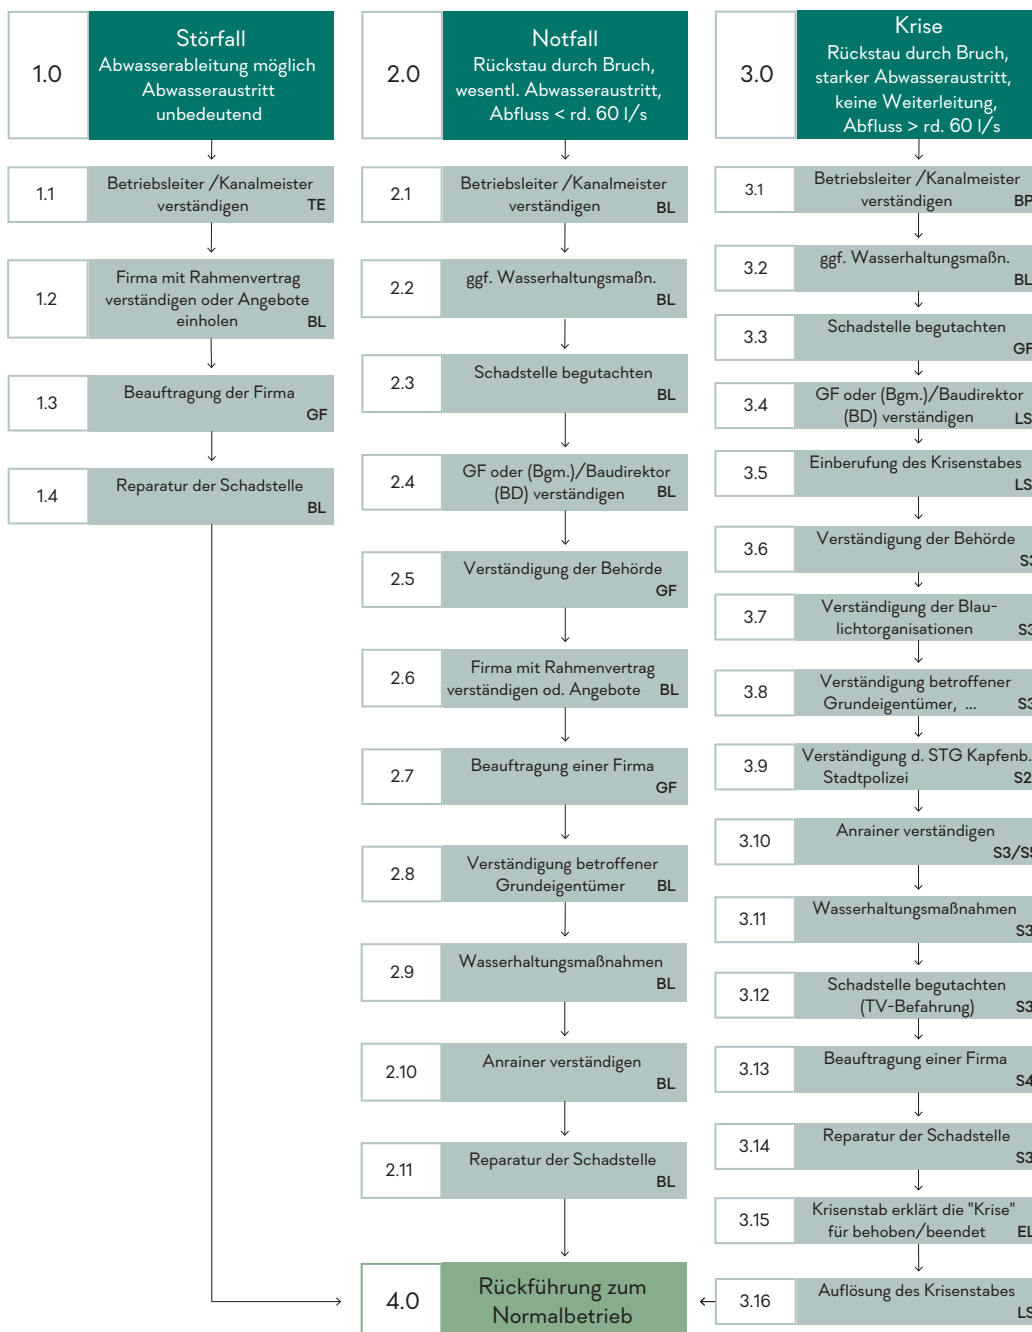 1.0
Störfall
Abwasserableitung möglich
Abwasseraustritt
unbedeutend
1.1
Betriebsleiter /Kanalmeister
verständigen
TE
1.2
Firma mit Rahmenvertrag
verständigen oder Angebote
einholen
BL
1.3
Beauftragung der Firma
GF
1.4
Reparatur der Schadstelle
BL
2.0
Notfall
Rückstau durch Bruch,
wesentl. Abwasseraustritt,
Abfluss < rd. 60 l/s
2.1
Betriebsleiter /Kanalmeister
verständigen
BL
2.2
ggf. Wasserhaltungsmaßn.
BL
2.3
Schadstelle begutachten
BL
2.4
GF oder (Bgm.)/Baudirektor
(BD) verständigen
BL
2.5
Verständigung der Behörde
GF
2.6
Firma mit Rahmenvertrag
verständigen od. Angebote
BL
2.7
Beauftragung einer Firma
GF
2.8
Verständigung betroffener
Grundeigentümer
BL
2.9
Wasserhaltungsmaßnahmen
BL
2.10
Anrainer verständigen
BL
2.11
Reparatur der Schadstelle
BL
3.0
Krise
Rückstau durch Bruch,
starker Abwasseraustritt,
keine Weiterleitung,
Abfluss > rd. 60 l/s
3.1
Betriebsleiter /Kanalmeister
verständigen
BP
3.2
ggf. Wasserhaltungsmaßn.
BL
3.3
Schadstelle begutachten
GF
3.4
GF oder (Bgm.)/Baudirektor
(BD) verständigen
LS
3.5
Einberufung des Krisenstabes
LS
3.6
Verständigung der Behörde
S3
3.7
Verständigung der Blau-
lichtorganisationen
S3
3.8
Verständigung betroffener
Grundeigentümer, ...
S3
3.9
Verständigung d. STG Kapfenb.
Stadtpolizei
S2
3.10
Anrainer verständigen
S3/S5
3.11
Wasserhaltungsmaßnahmen
S3
3.12
Schadstelle begutachten
(TV-Befahrung)
S3
3.13
Beauftragung einer Firma
S4
3.14
Reparatur der Schadstelle
S3
3.15
Krisenstab erklärt die "Krise"
für behoben/beendet
EL
3.16
Auflösung des Krisenstabes
LS
4.0
Rückführung zum
Normalbetrieb